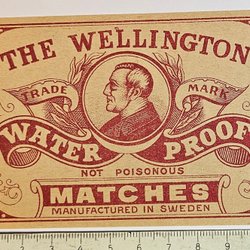 THE WELLINGTON
TRADE MARK
WATER PROOF
NOT POISONOUS
MATCHES
MANUFACTURED IN SWEDEN